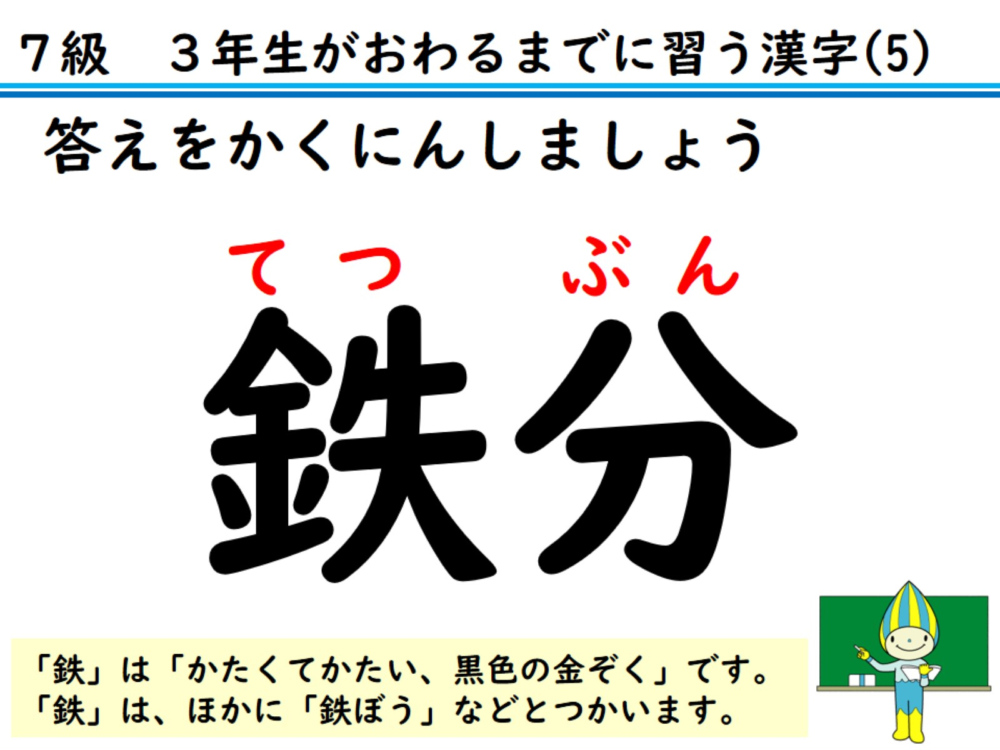 ７級　３年生がおわるまでに習う漢字(5)
答えをかくにんしましょう
てつ　ぶん
鉄分
「鉄」は「かたくてかたい、黒色の金ぞく」です。
「鉄」は、ほかに「鉄ぼう」などとつかいます。